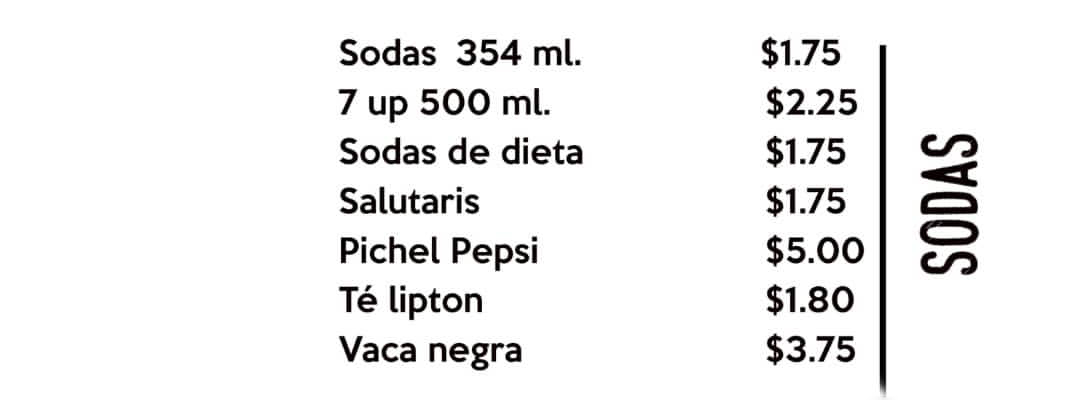 Sodas 354 ml. $1.75
7 up 500 ml. $2.25
Sodas de dieta $1.75
Salutaris $1.75
Pichel Pepsi $5.00
Té lipton $1.80
Vaca negra $3.75
SODAS